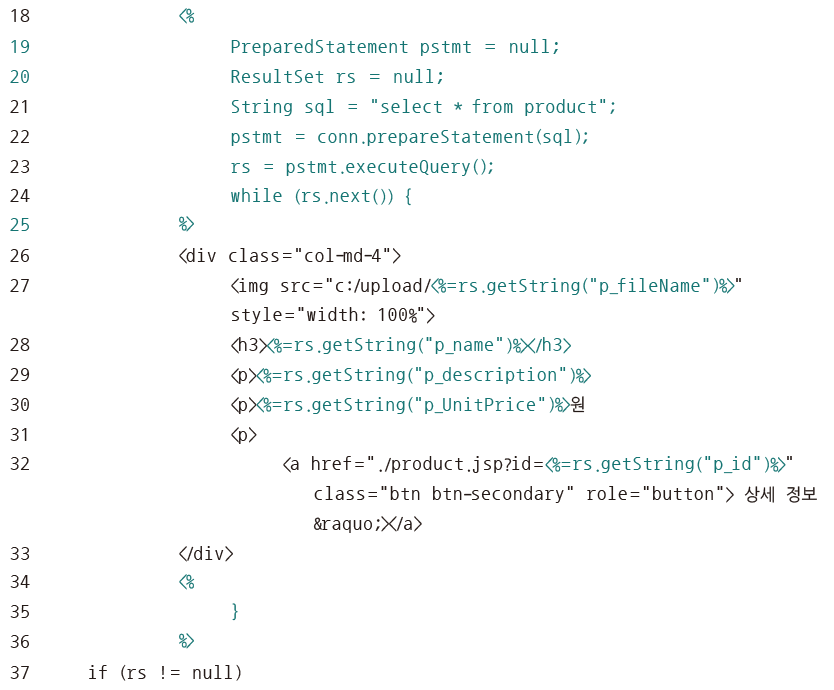 18 <%
19 PreparedStatement pstmt = null;
20 ResultSet rs = null;
21 String sql = "select * from product";
22 pstmt = conn.prepareStatement(sql);
23 rs = pstmt.executeQuery();
24 while (rs.next()) {
25 %>
26 <div class="col-md-4">
27 <img src="c:/upload/<%=rs.getString("p_fileName")%>"
style="width: 100%">
28 <h3><%=rs.getString("p_name")%></h3>
29 <p><%=rs.getString("p_description")%>
30 <p><%=rs.getString("p_UnitPrice")%>원
31 <p>
32 <a href="./product.jsp?id=<%=rs.getString("p_id")%>"
class="btn btn-secondary" role="button"> 상세 정보
&raquo;></a>
33 </div>
34 <%
35 }
36 %>
37 if (rs != null)